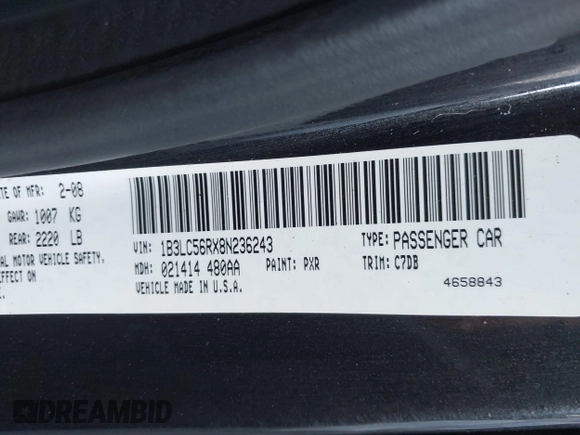 TE OF MFR: 2-08
GAWR: 1007 KG
REAR: 2220 LB
AL MOTOR VEHICLE SAFETY.
EFFECT ON
E.
VIN: 1B3LC56RX8N236243
TYPE: PASSENGER CAR
MDH: 021414 480AA
PAINT: PXR
TRIM: C7DB
VEHICLE MADE IN U.S.A.
4658843
DREAMBID